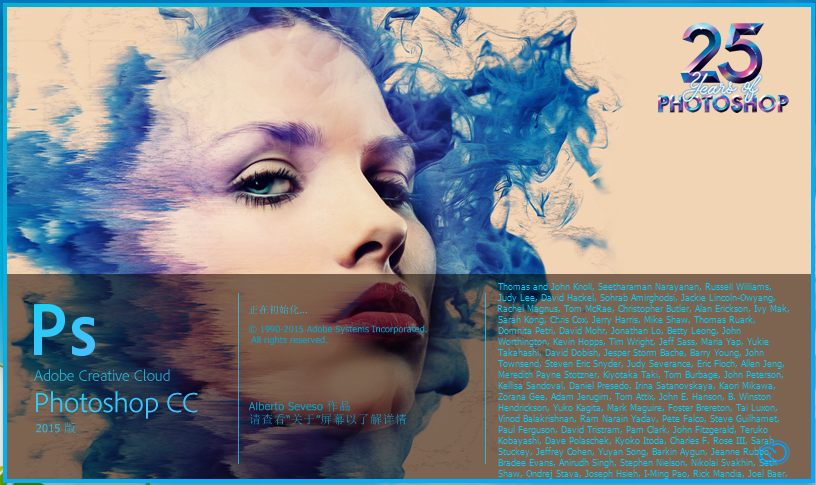 25
Years of
PHOTOSHOP
Ps
Adobe Creative Cloud
Photoshop CC
2015 版
正在初始化...
© 1990-2015 Adobe Systems Incorporated.
All rights reserved.
Alberto Seveso 作品
请查看“关于”屏幕以了解详情
Thomas and John Knoll, Seetharaman Narayanan, Russell Williams,
Judy Lee, David Hackel, Sohrab Amirghodsi, Jackie Lincoln-Owyang,
Rachel Magnus, Tom McRae, Christopher Butler, Alan Erickson, Ivy Mak,
Sarah Kong, Chris Cox, Jerry Harris, Mike Shaw, Thomas Ruark,
Domnita Petri, David Mohr, Jonathan Lo, Betty Leong, John
Worthington, Kevin Hopps, Tim Wright, Jeff Sass, Maria Yap, Yukie
Takahashi, David Dobish, Jesper Storm Bache, Barry Young, John
Townsend, Steven Eric Snyder, Judy Severance, Eric Floch, Allen Jeng,
Meredith Payne Stotzner, Kiyotaka Taki, Tom Burbage, John Peterson,
Kellisa Sandoval, Daniel Presedo, Irina Satanovskaya, Kaori Mikawa,
Zorana Gee, Adam Jerugim, Tom Attix, John E. Hanson, B. Winston
Hendrickson, Yuko Kagita, Mark Maguire, Foster Brereton, Tai Luxon,
Vinod Balakrishnan, Ram Narain Yadav, Pete Falco, Steve Guilhamet,
Paul Ferguson, David Tristram, Pam Clark, John Fitzgerald, Taruko
Kobayashi, Dave Polaschek, Kyoko Itoda, Charles F. Rose III, Sarah
Stuckey, Jeffrey Cohen, Yuyan Song, Barkin Aygun, Jeanne Rubbo,
Bradee Evans, Anirudh Singh, Stephen Nielson, Nikolai Svakhin, Seth
Shaw, Ondrej Stava, Joseph Hsieh, I-Ming Pao, Rick Mandia, Joel Baer,